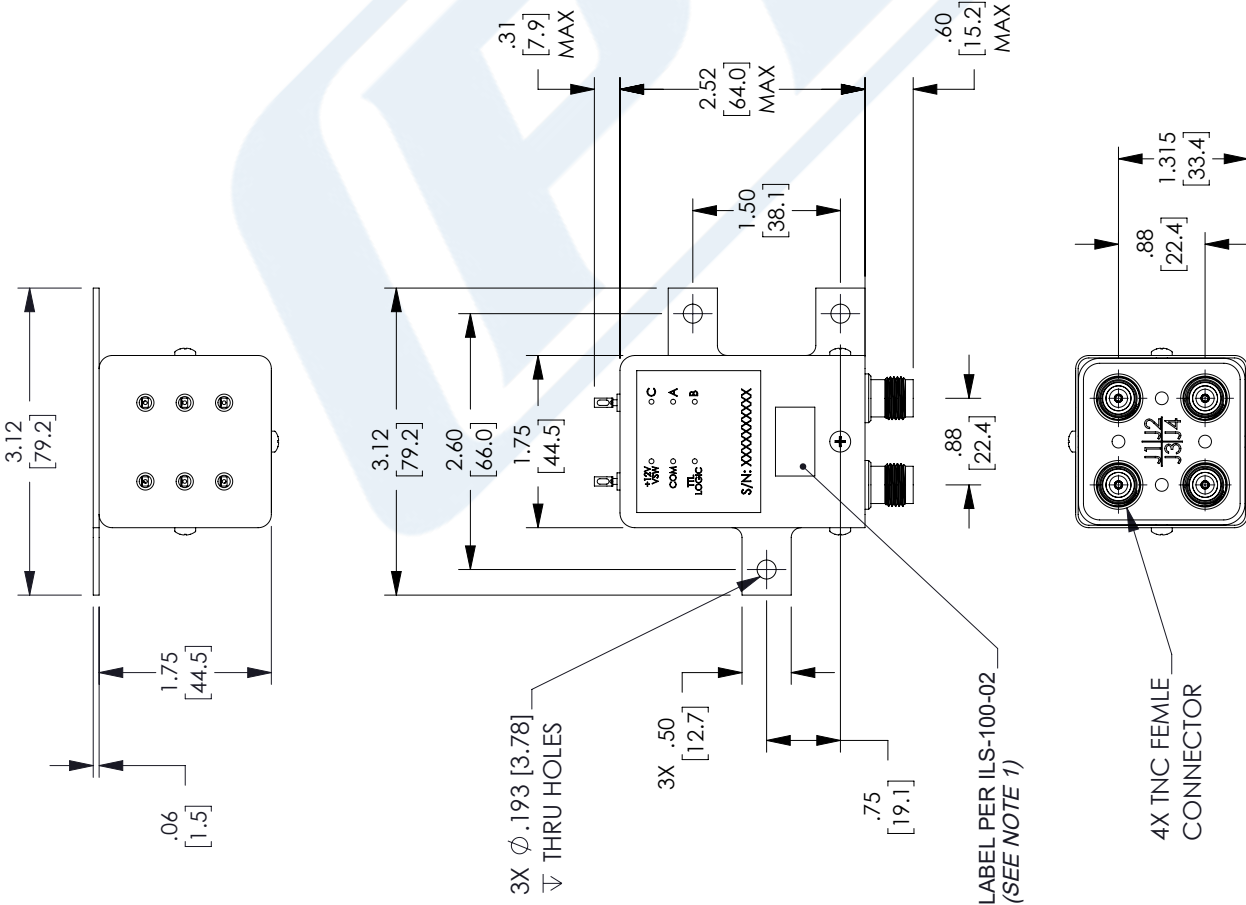 3.12
[79.2]
.06
[1.5]
1.75
[44.5]
.31
[7.9]
MAX
2.52
[64.0]
MAX
.60
[15.2]
MAX
1.50
[38.1]
3.12
[79.2]
2.60
[66.0]
1.75
[44.5]
+12V
VSW
C
COM
A
TTL
LOGIC
B
S/N: XXXXXXXXXX
.88
[22.4]
3X Ø.193 [3.78]
↧ THRU HOLES
3X .50
[12.7]
.75
[19.1]
LABEL PER ILS-100-02
(SEE NOTE 1)
1.315
[33.4]
.88
[22.4]
J1 J2
J3 J4
4X TNC FEMLE
CONNECTOR